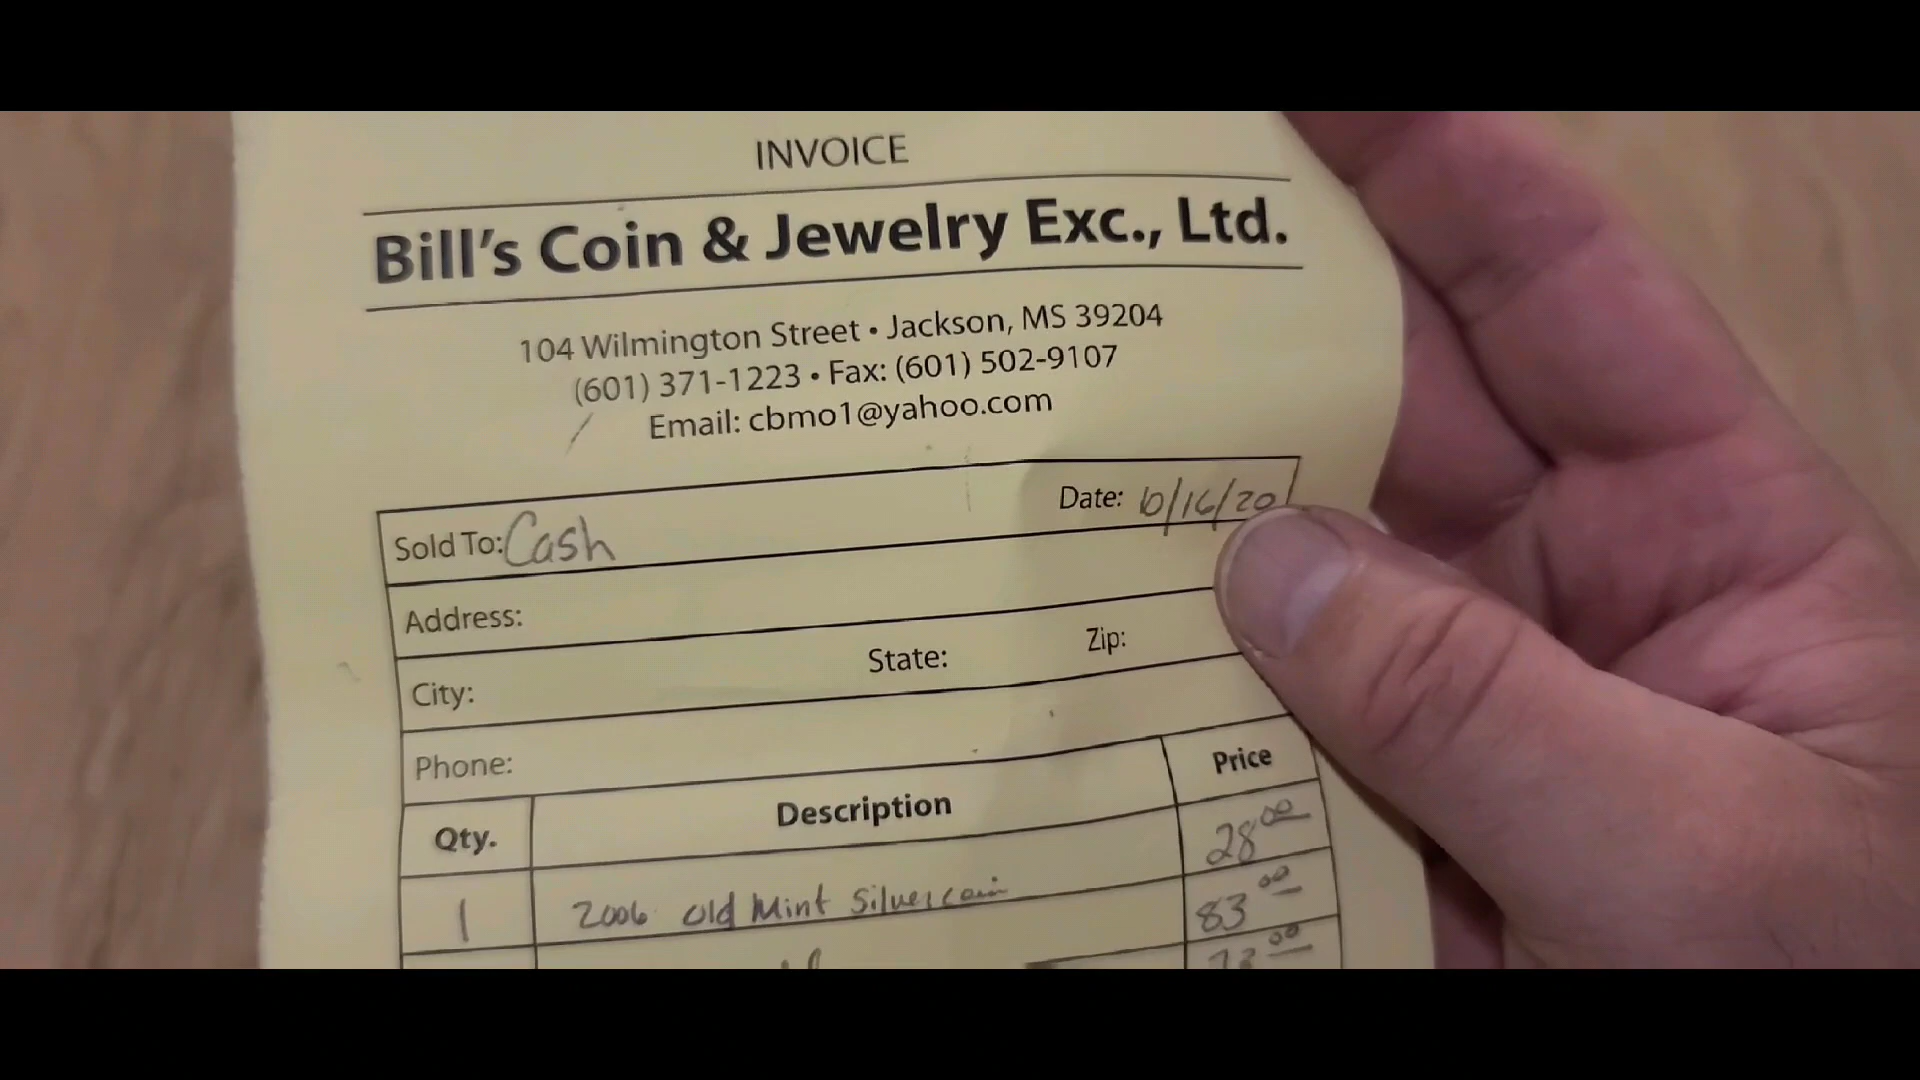 INVOICE
Bill's Coin & Jewelry Exc., Ltd.
104 Wilmington Street • Jackson, MS 39204
(601) 371-1223 • Fax: (601) 502-9107
Email: cbmo1@yahoo.com
Sold To: Cash Date: 10/16/20
Address:
City: State: Zip:
Phone:
Qty. Description Price
28 00
1 2006 Old Mint Silver coin 83 00